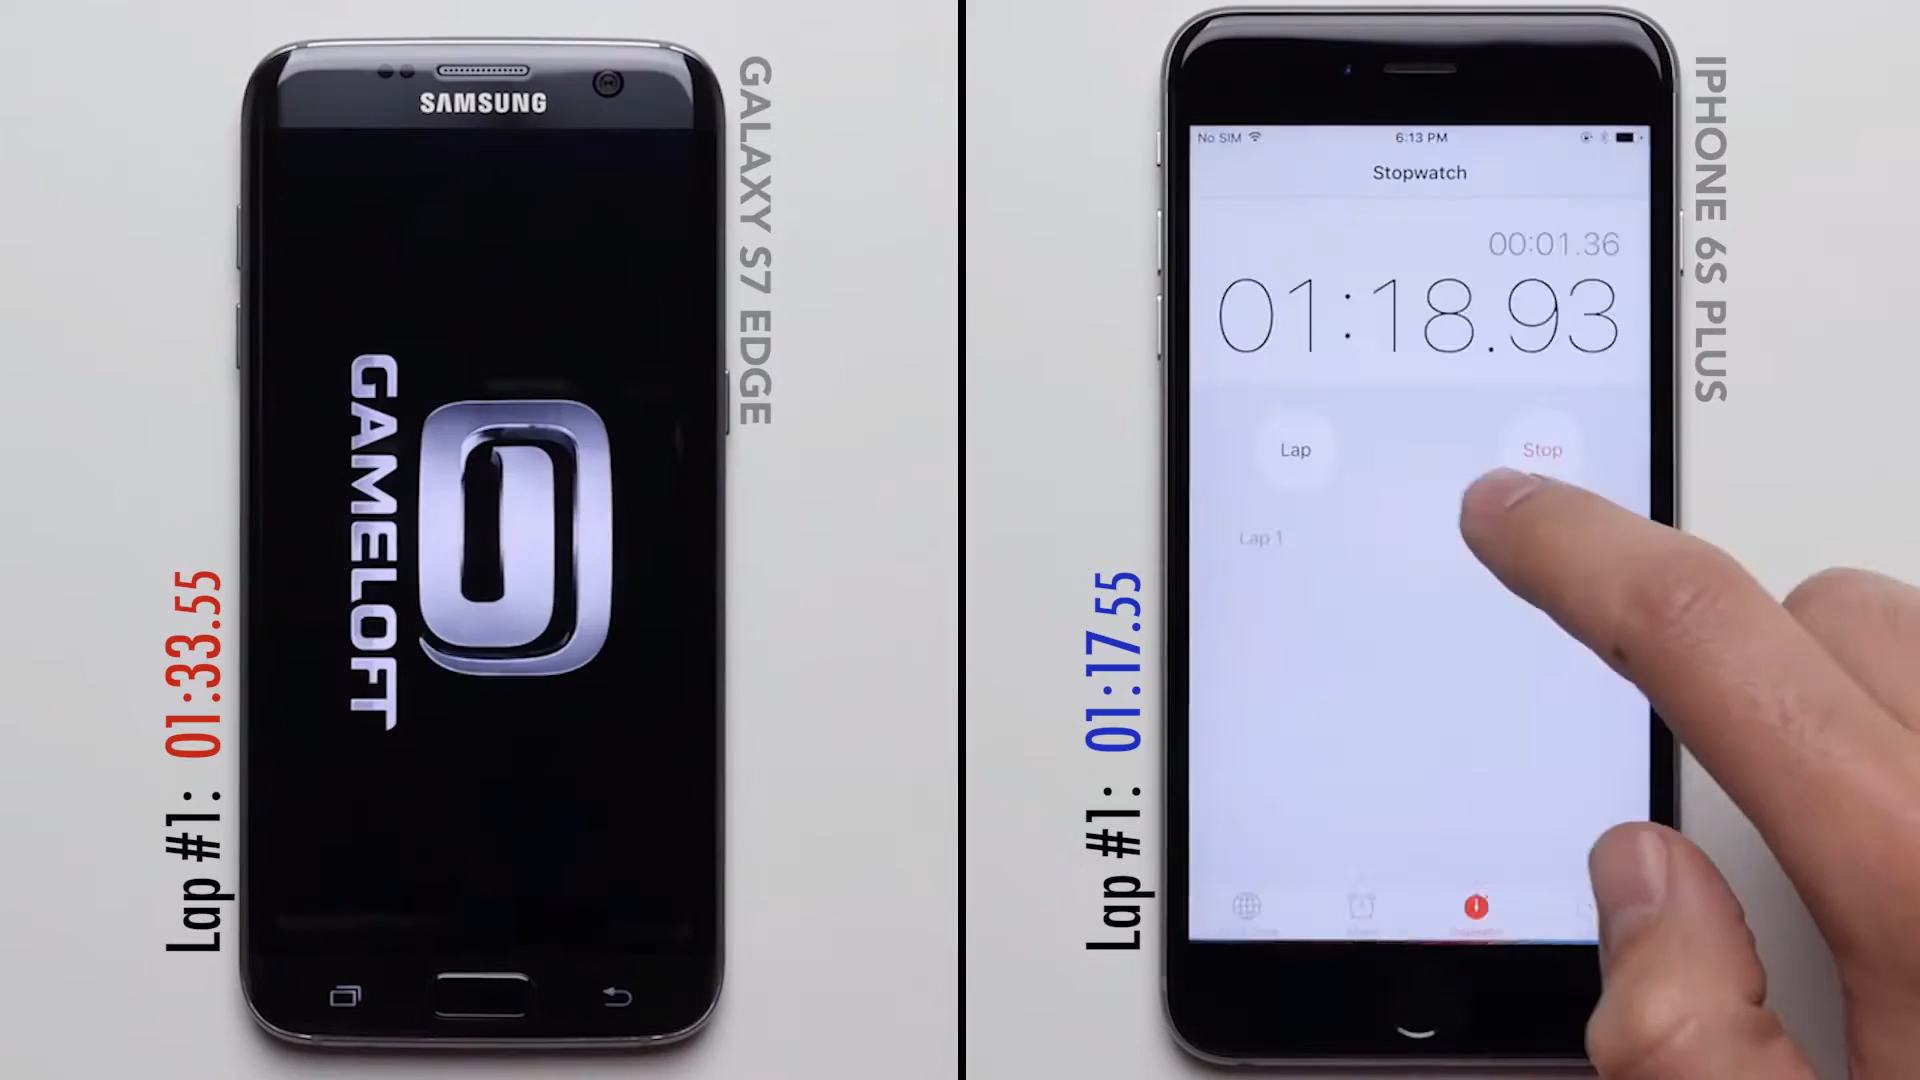 SAMSUNG
GALAXY S7 EDGE
GAMELOFT
Lap #1: 01:33.55
IPHONE 6S PLUS
No SIM
6:13 PM
Stopwatch
00:01.36
01:18.93
Lap
Stop
Lap 1
Lap #1: 01:17.55